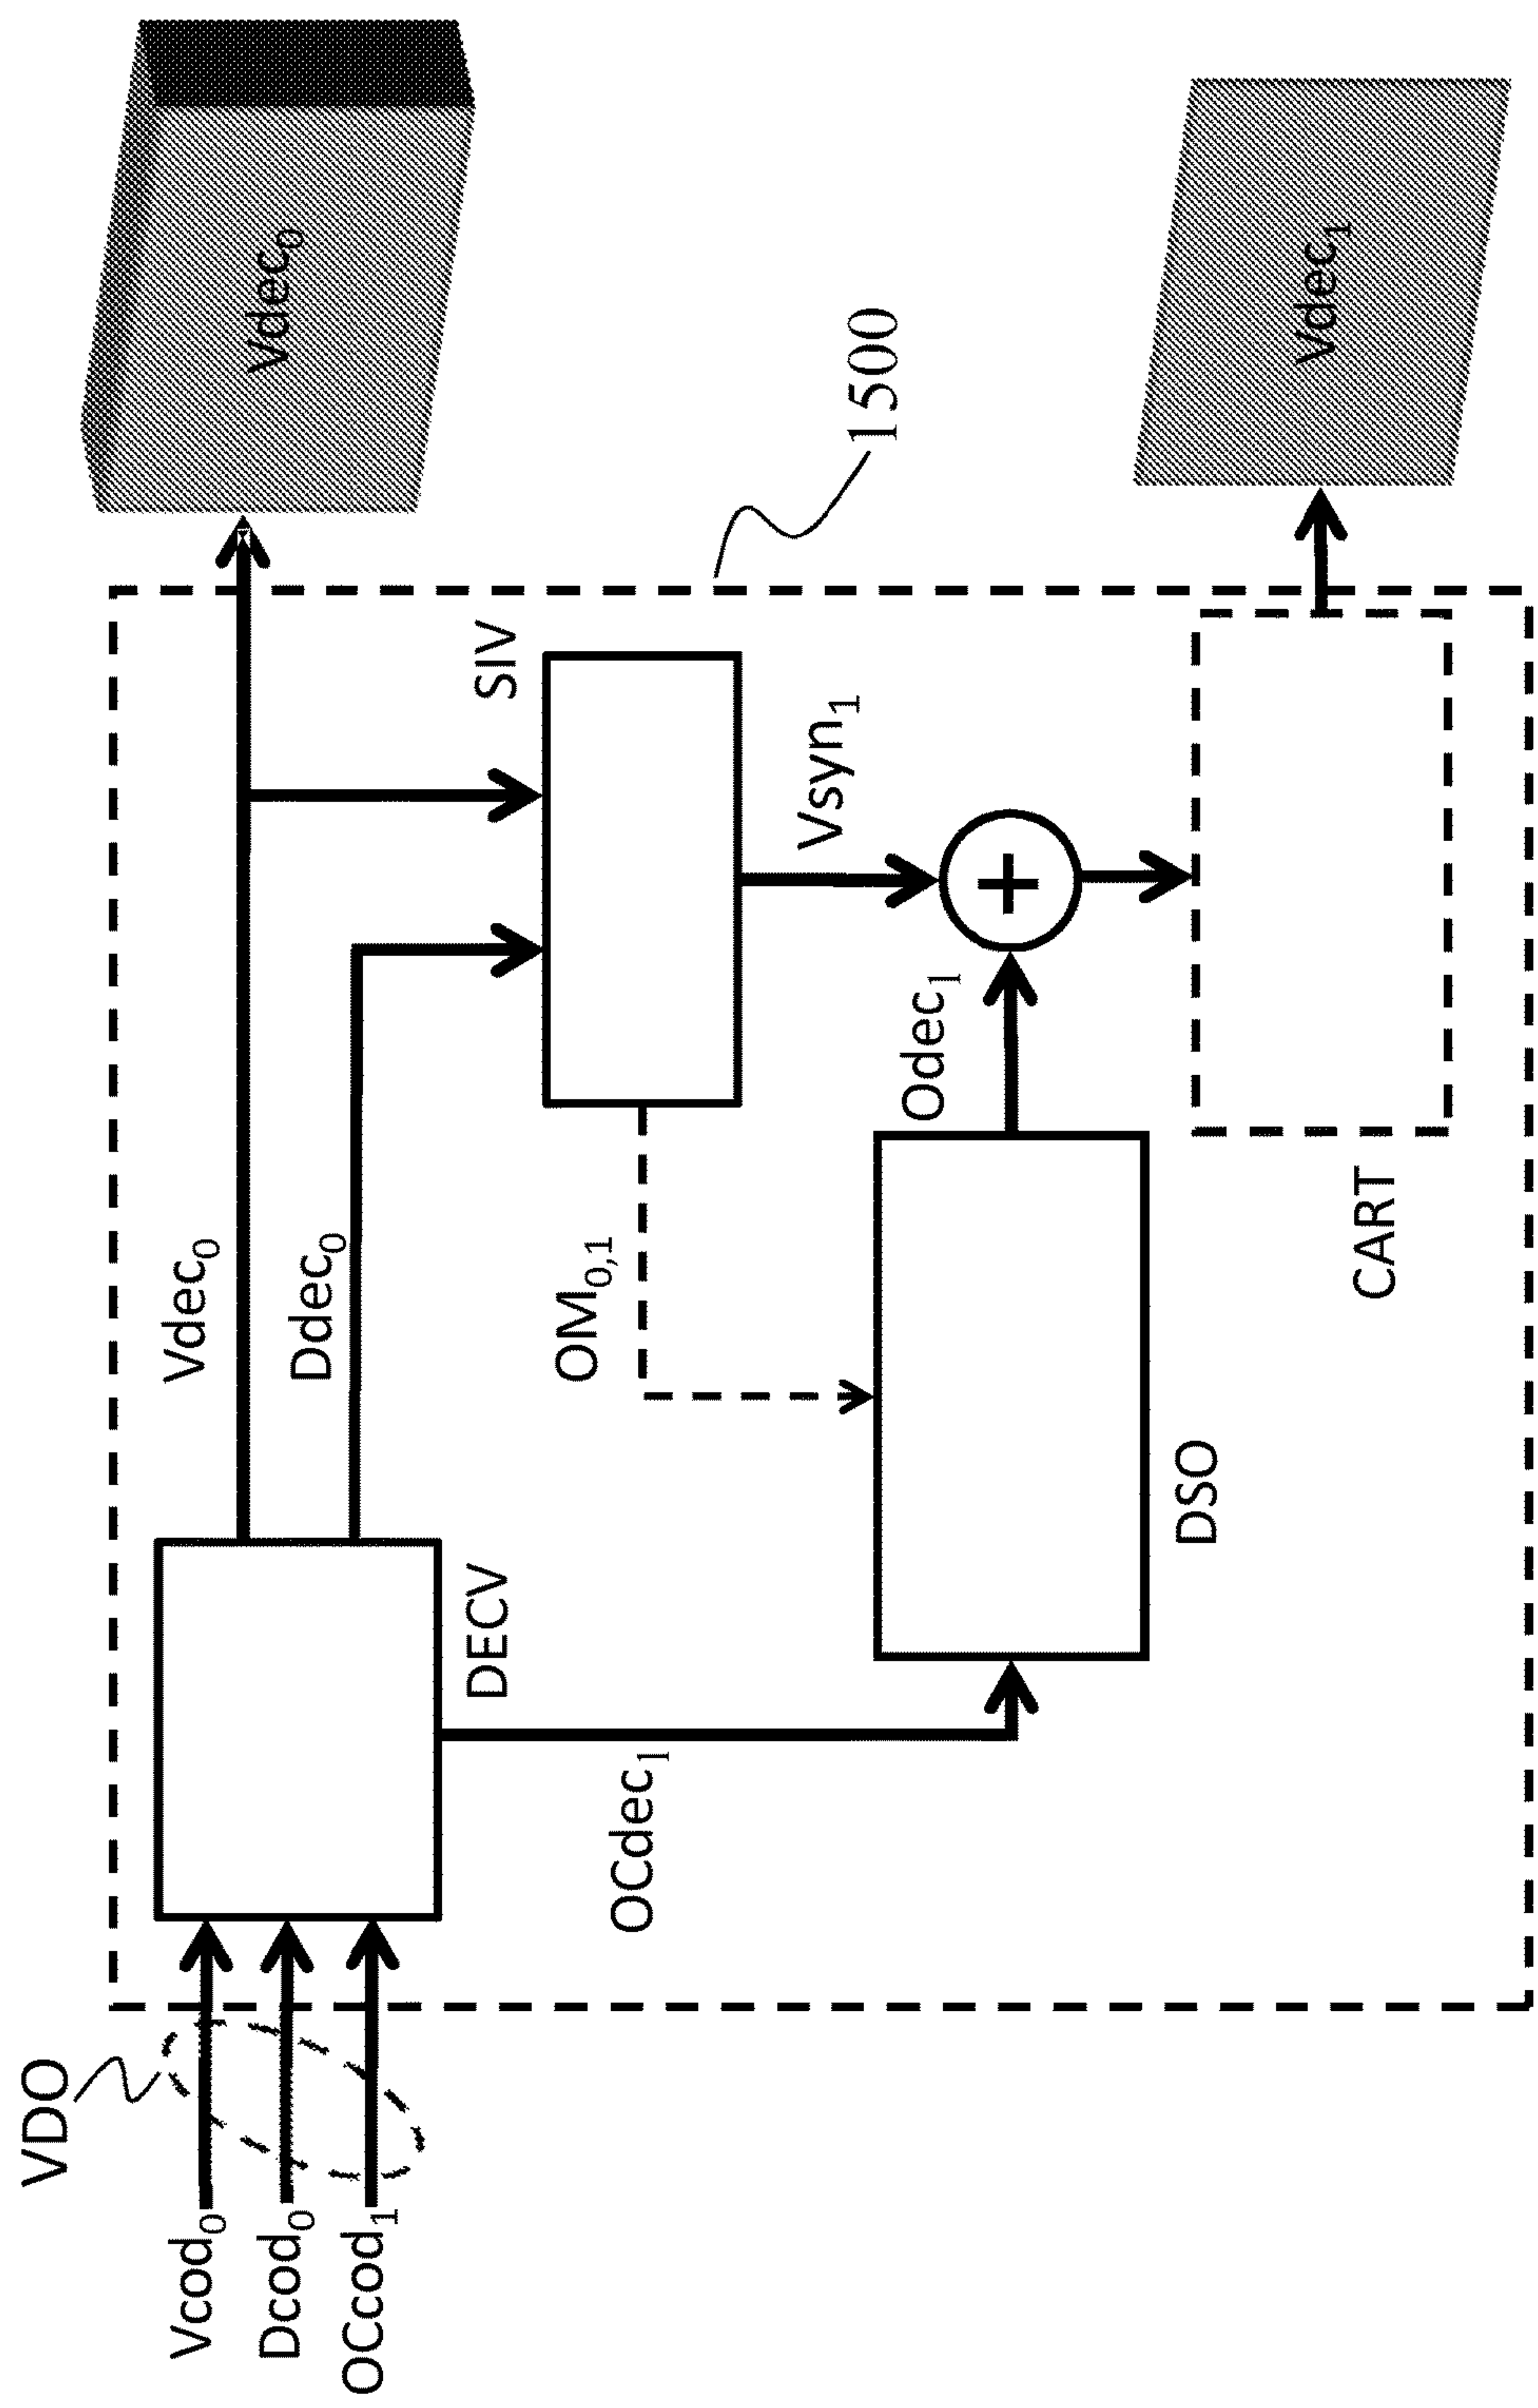 VDO
Vcod0
Dcod0
OCcod1
DECV
Vdec0
Ddec0
OCdec1
OM0,1
SIV
DSO
Odec1
Vsyn1
+
CART
1500
Vdec0
Vdec1